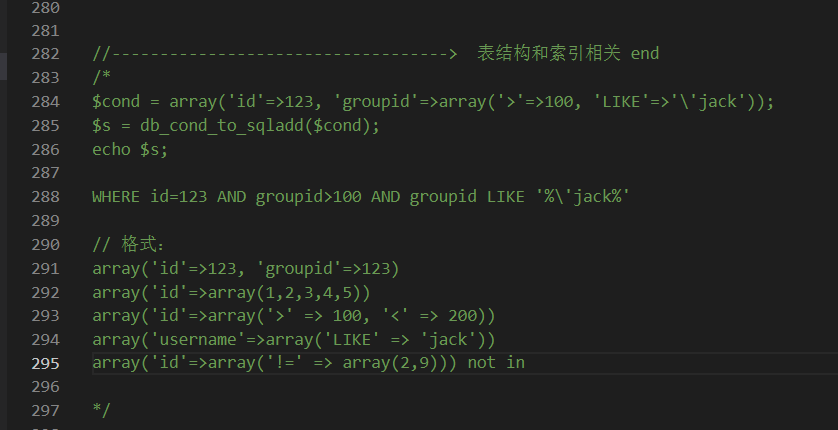 280
281
282 //-----------------------------------> 表结构和索引相关 end
283 /*
284 $cond = array('id'=>123, 'groupid'=>array('>'=>100, 'LIKE'=>'\'jack'));
285 $s = db_cond_to_sqladd($cond);
286 echo $s;
287
288 WHERE id=123 AND groupid>100 AND groupid LIKE '%\'jack%'
289
290 // 格式：
291 array('id'=>123, 'groupid'=>123)
292 array('id'=>array(1,2,3,4,5))
293 array('id'=>array('>' => 100, '<' => 200))
294 array('username'=>array('LIKE' => 'jack'))
295 array('id'=>array('!=' => array(2,9))) not in
296
297 */